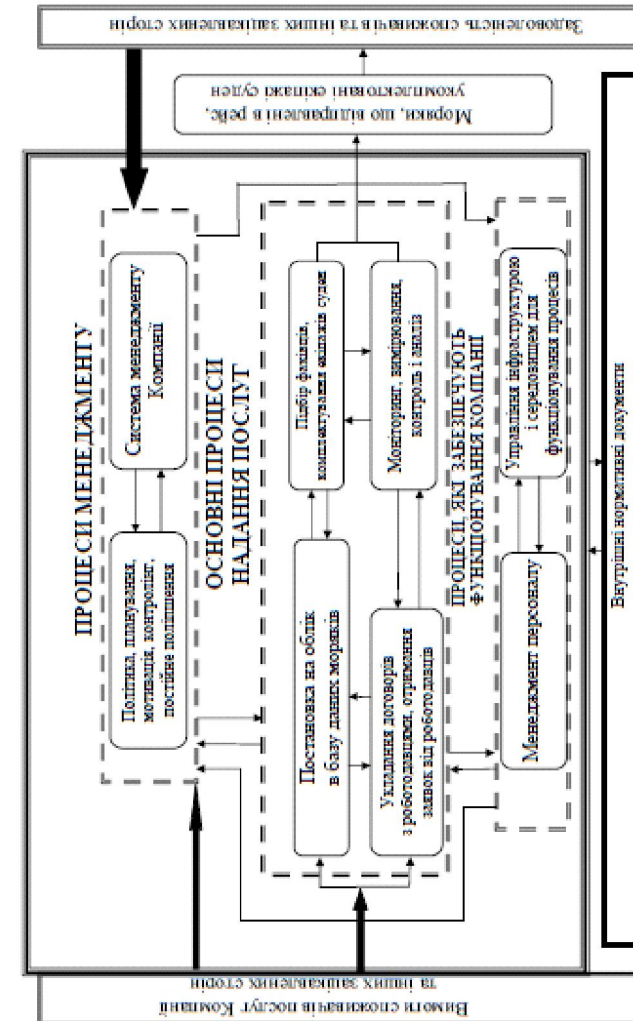 Вимоги споживачів послуг Компанії
та інших зацікавлених сторін
ПРОЦЕСИ МЕНЕДЖМЕНТУ
Політика, планування,
мотивація, контролінг,
постійне поліпшення
Система менеджменту
Компанії
ОСНОВНІ ПРОЦЕСИ
НАДАННЯ ПОСЛУГ
Постановка на облік
в базу даних моряків
Підбір фахівців,
комплектування екіпажів суден
Укладання договорів
з роботодавцями, отримання
заявок від роботодавців
Моніторинг, вимірювання,
контроль і аналіз
ПРОЦЕСИ, ЯКІ ЗАБЕЗПЕЧУЮТЬ
ФУНКЦІОНУВАННЯ КОМПАНІЇ
Менеджмент персоналу
Управління інфраструктурою
і середовищем для
функціонування процесів
Моряки, що відправлені в рейс,
укомплектовані екіпажі суден
Задоволеність споживачів та інших зацікавлених сторін
Внутрішні нормативні документи